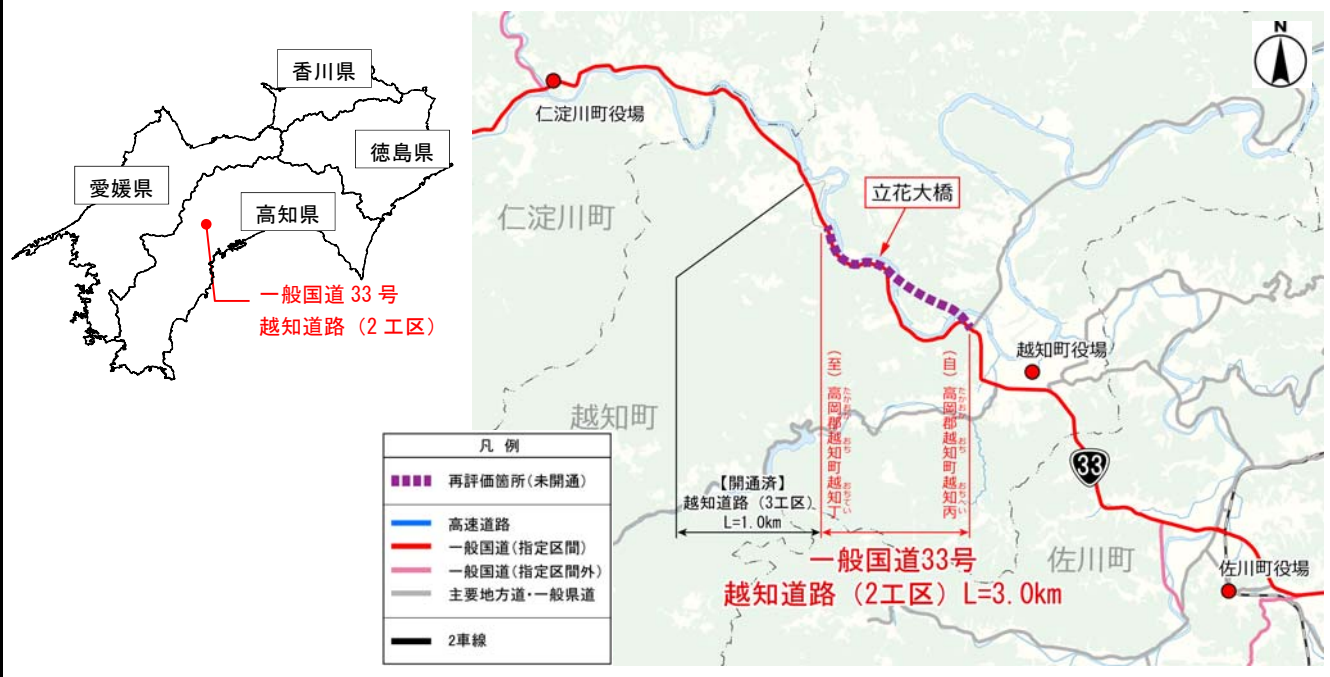 香川県
徳島県
愛媛県
高知県
一般国道 33 号
越知道路（2 工区）
N
仁淀川町役場
仁淀川町
立花大橋
越知町役場
越知町
（至）高岡郡越知町越知丁
たかおか
おち
おちてい
（自）高岡郡越知町越知丙
たかおか
おち
おちへい
33
【開通済】
越知道路（3工区）
L=1.0km
一般国道33号
越知道路（2工区）L=3.0km
佐川町
佐川町役場
凡 例
再評価箇所(未開通)
高速道路
一般国道(指定区間)
一般国道(指定区間外)
主要地方道・一般県道
2車線